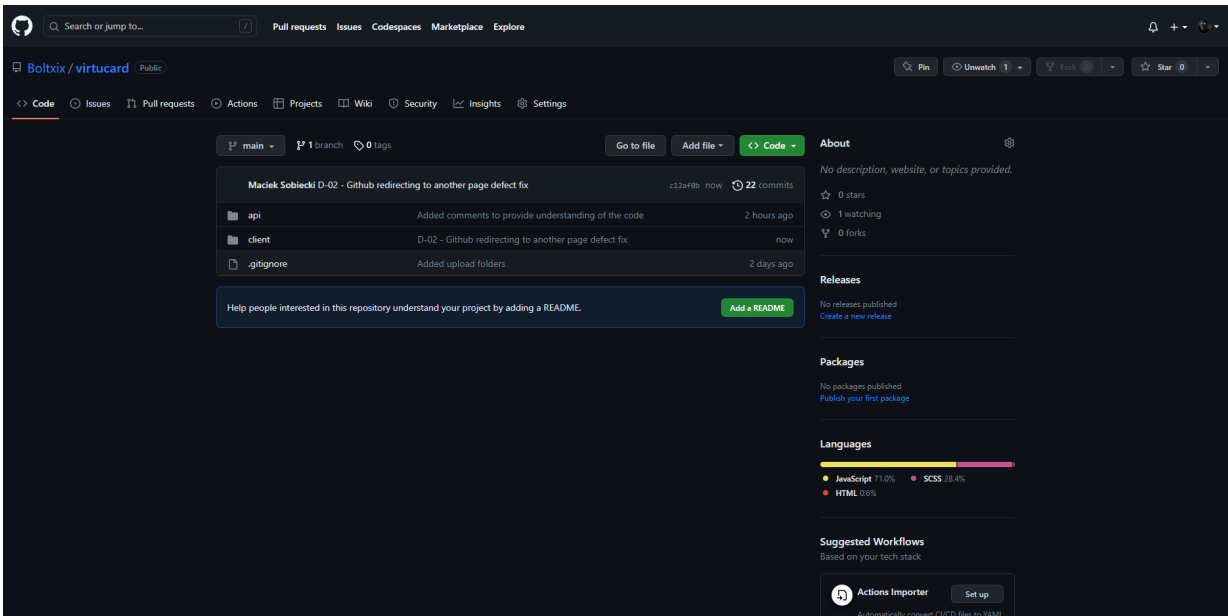 Search or jump to... /
Pull requests Issues Codespaces Marketplace Explore
Boltxix / virtucard Public
Pin Unwatch 1 Fork 0 Star 0
Code Issues Pull requests Actions Projects Wiki Security Insights Settings
main 1 branch 0 tags Go to file Add file Code
Maciek Sobiecki D-02 - Github redirecting to another page defect fix c12af0b now 22 commits
api Added comments to provide understanding of the code 2 hours ago
client D-02 - Github redirecting to another page defect fix now
.gitignore Added upload folders 2 days ago
Help people interested in this repository understand your project by adding a README. Add a README
About
No description, website, or topics provided.
0 stars
1 watching
0 forks
Releases
No releases published
Create a new release
Packages
No packages published
Publish your first package
Languages
JavaScript 71.0% SCSS 28.4%
HTML 0.6%
Suggested Workflows
Based on your tech stack
Actions Importer Set up
Automatically convert CI/CD files to YAML